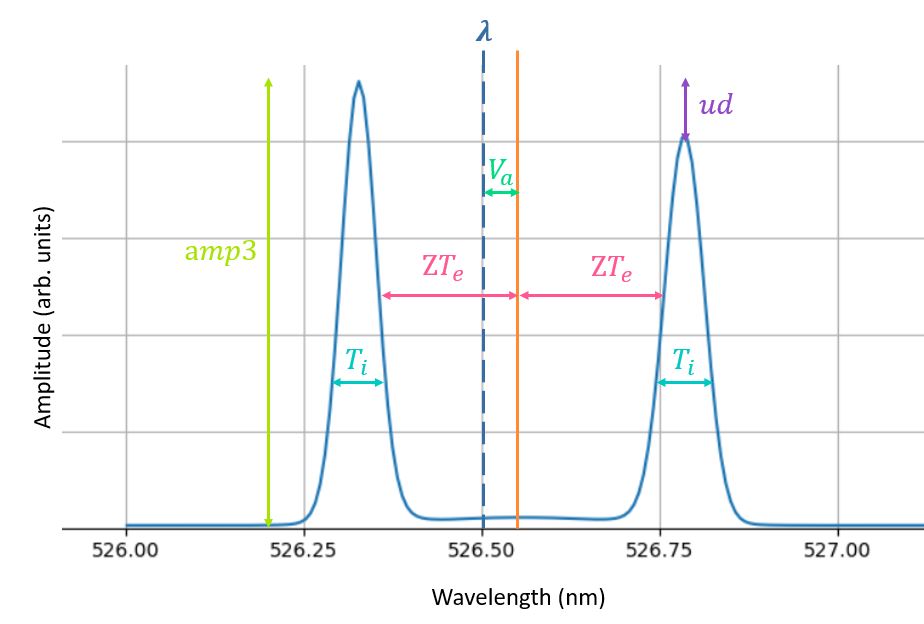 λ
ud
V_a
amp3
ZT_e ZT_e
T_i T_i
Amplitude (arb. units)
526.00 526.25 526.50 526.75 527.00
Wavelength (nm)